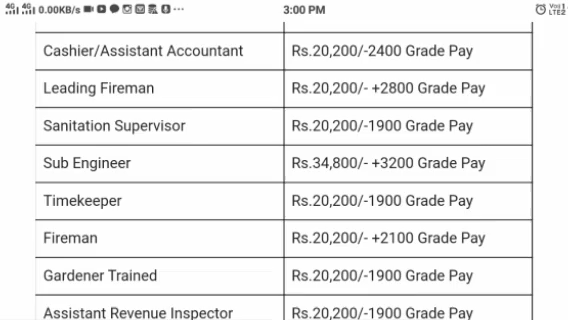 4G 4G 0.00KB/s 3:00 PM VoJ1 LTE2
Cashier/Assistant Accountant Rs.20,200/-2400 Grade Pay
Leading Fireman Rs.20,200/- +2800 Grade Pay
Sanitation Supervisor Rs.20,200/-1900 Grade Pay
Sub Engineer Rs.34,800/- +3200 Grade Pay
Timekeeper Rs.20,200/-1900 Grade Pay
Fireman Rs.20,200/- +2100 Grade Pay
Gardener Trained Rs.20,200/-1900 Grade Pay
Assistant Revenue Inspector Rs.20,200/-1900 Grade Pay